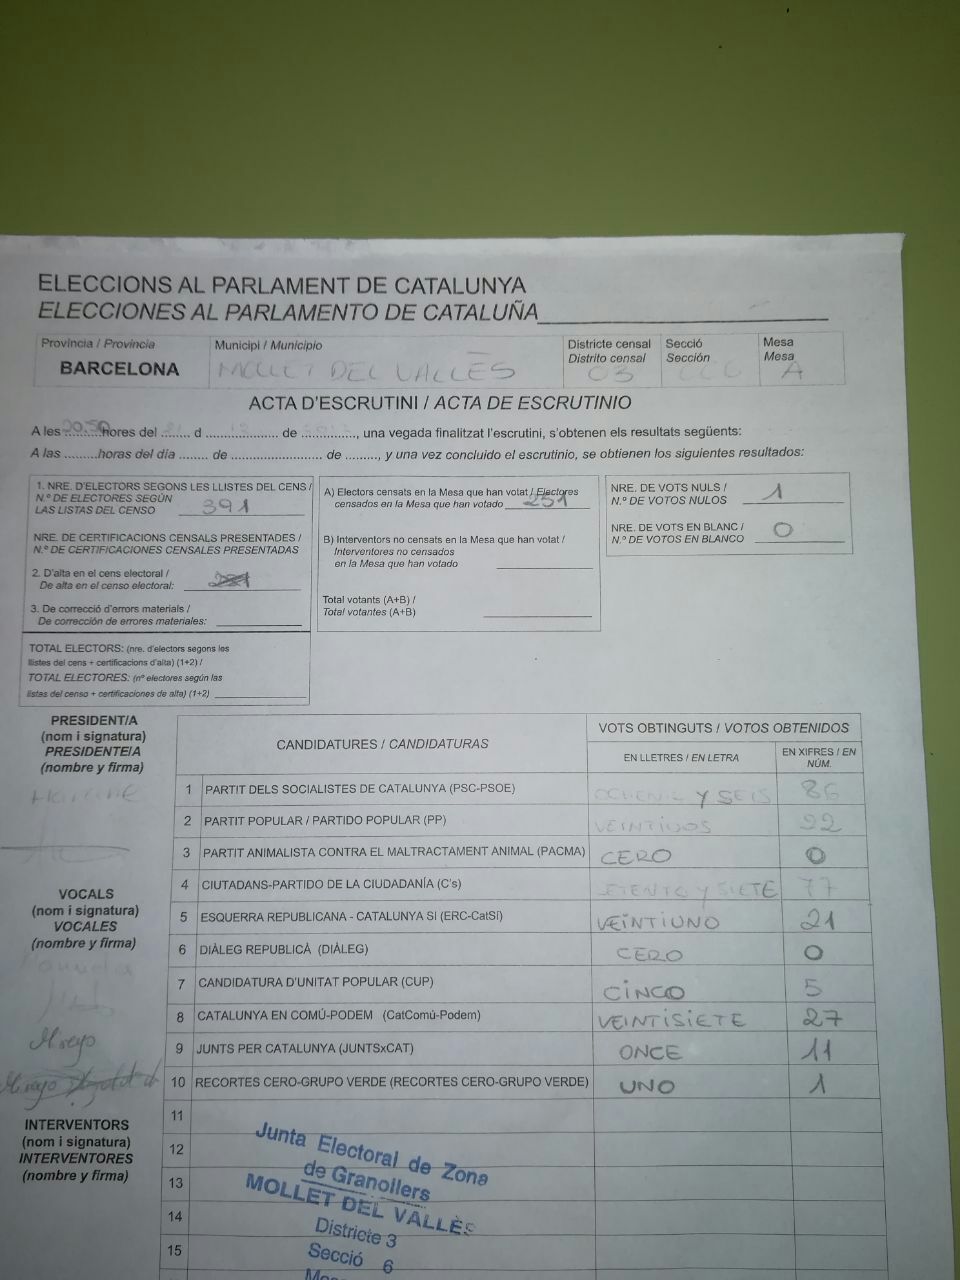 ELECCIONS AL PARLAMENT DE CATALUNYA
ELECCIONES AL PARLAMENTO DE CATALUÑA
Província / Provincia
BARCELONA
Municipi / Municipio
MOLLET DEL VALLÈS
Districte censal
Distrito censal
03
Secció
Sección
Mesa
Mesa
A
ACTA D'ESCRUTINI / ACTA DE ESCRUTINIO
A les 20:50 hores del ........ d .................... de ..............., una vegada finalitzat l'escrutini, s'obtenen els resultats següents:
A las .........horas del día ........ de ......................... de ........., y una vez concluido el escrutinio, se obtienen los siguientes resultados:
1. NRE. D'ELECTORS SEGONS LES LLISTES DEL CENS /
N.º DE ELECTORES SEGÚN
LAS LISTAS DEL CENSO 391
NRE. DE CERTIFICACIONS CENSALS PRESENTADES /
N.º DE CERTIFICACIONES CENSALES PRESENTADAS
2. D'alta en el cens electoral /
De alta en el censo electoral:
3. De correcció d'errors materials /
De corrección de errores materiales:
TOTAL ELECTORS: (nre. d'electors segons les
llistes del cens + certificacions d'alta) (1+2) /
TOTAL ELECTORES: (nº electores según las
listas del censo + certificaciones de alta) (1+2)
A) Electors censats en la Mesa que han votat / Electores
censados en la Mesa que han votado 251
B) Interventors no censats en la Mesa que han votat /
Interventores no censados
en la Mesa que han votado
Total votants (A+B) /
Total votantes (A+B)
NRE. DE VOTS NULS /
N.º DE VOTOS NULOS 1
NRE. DE VOTS EN BLANC /
N.º DE VOTOS EN BLANCO 0
PRESIDENT/A
(nom i signatura)
PRESIDENTE/A
(nombre y firma)
VOCALS
(nom i signatura)
VOCALES
(nombre y firma)
INTERVENTORS
(nom i signatura)
INTERVENTORES
(nombre y firma)
CANDIDATURES / CANDIDATURAS
VOTS OBTINGUTS / VOTOS OBTENIDOS
EN LLETRES / EN LETRA
EN XIFRES / EN
NÚM.
1 PARTIT DELS SOCIALISTES DE CATALUNYA (PSC-PSOE) OCHENTA Y SEIS 86
2 PARTIT POPULAR / PARTIDO POPULAR (PP) VEINTIDOS 22
3 PARTIT ANIMALISTA CONTRA EL MALTRACTAMENT ANIMAL (PACMA) CERO 0
4 CIUTADANS-PARTIDO DE LA CIUDADANÍA (C's) SETENTA Y SIETE 77
5 ESQUERRA REPUBLICANA - CATALUNYA SÍ (ERC-CatSí) VEINTIUNO 21
6 DIÀLEG REPUBLICÀ (DIÀLEG) CERO 0
7 CANDIDATURA D'UNITAT POPULAR (CUP) CINCO 5
8 CATALUNYA EN COMÚ-PODEM (CatComú-Podem) VEINTISIETE 27
9 JUNTS PER CATALUNYA (JUNTSxCAT) ONCE 11
10 RECORTES CERO-GRUPO VERDE (RECORTES CERO-GRUPO VERDE) UNO 1
11
12
13
14
15
Junta Electoral de Zona
de Granollers
MOLLET DEL VALLÈS
Districte 3
Secció 6